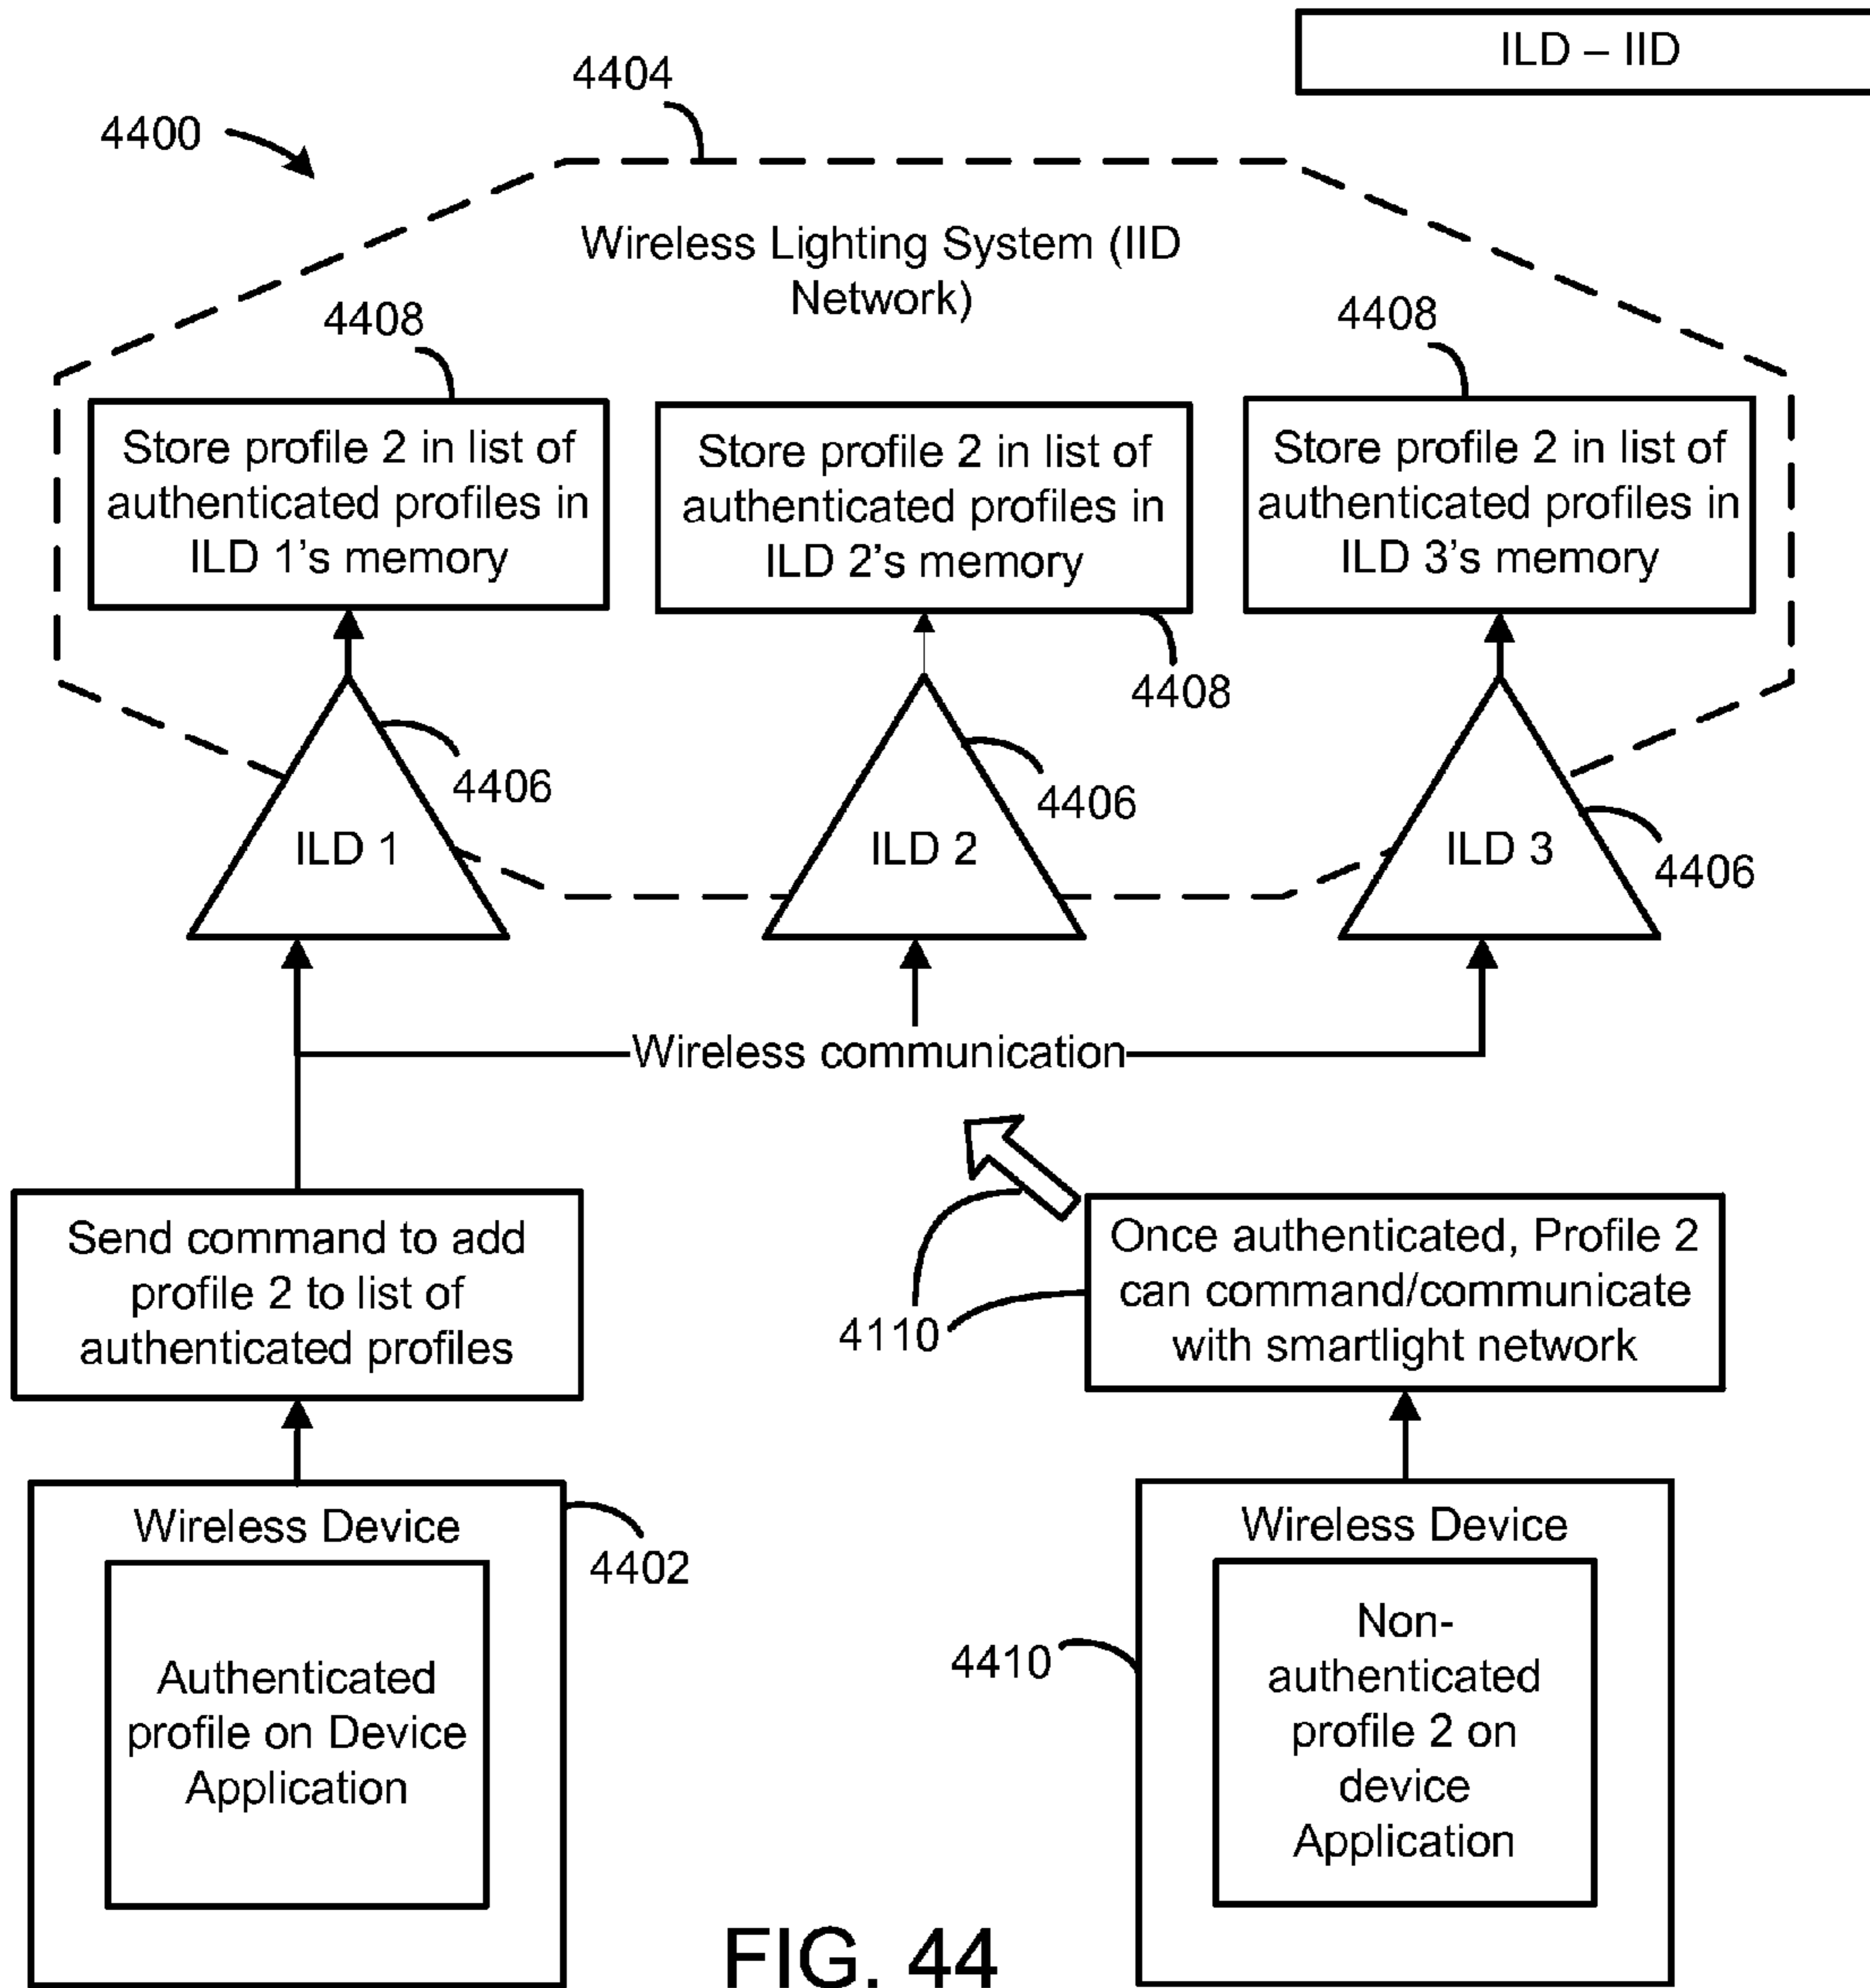 ILD – IID
4404
4400
Wireless Lighting System (IID
Network)
4408
4408
Store profile 2 in list of
authenticated profiles in
ILD 1's memory
Store profile 2 in list of
authenticated profiles in
ILD 2's memory
Store profile 2 in list of
authenticated profiles in
ILD 3's memory
4408
4406
4406
4406
ILD 1
ILD 2
ILD 3
Wireless communication
Send command to add
profile 2 to list of
authenticated profiles
Once authenticated, Profile 2
can command/communicate
with smartlight network
4110
Wireless Device
4402
Authenticated
profile on Device
Application
Wireless Device
4410
Non-
authenticated
profile 2 on
device
Application
FIG. 44